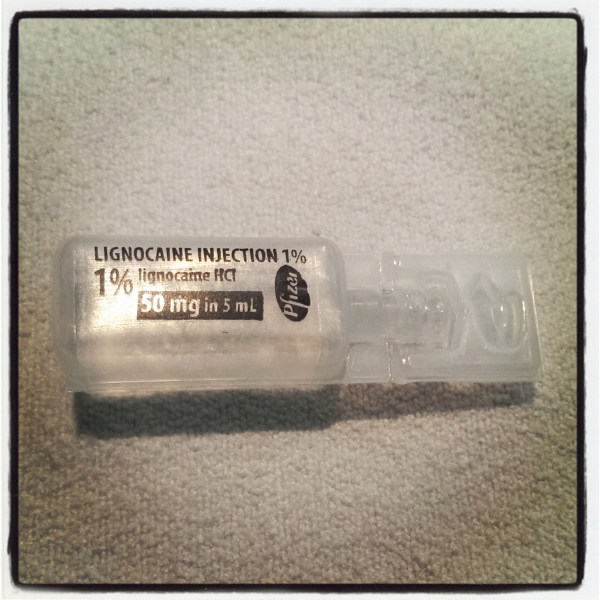 LIGNOCAINE INJECTION 1%
1% lignocaine HCl
50 mg in 5 mL
Pfizer